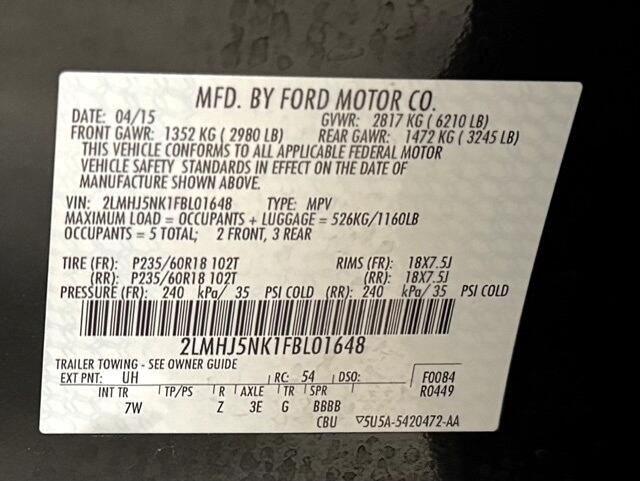 MFD. BY FORD MOTOR CO.
DATE: 04/15 GVWR: 2817 KG ( 6210 LB)
FRONT GAWR: 1352 KG ( 2980 LB) REAR GAWR: 1472 KG ( 3245 LB)
THIS VEHICLE CONFORMS TO ALL APPLICABLE FEDERAL MOTOR
VEHICLE SAFETY STANDARDS IN EFFECT ON THE DATE OF
MANUFACTURE SHOWN ABOVE.
VIN: 2LMHJ5NK1FBL01648 TYPE: MPV
MAXIMUM LOAD = OCCUPANTS + LUGGAGE = 526KG/1160LB
OCCUPANTS = 5 TOTAL; 2 FRONT, 3 REAR
TIRE (FR): P235/60R18 102T RIMS (FR): 18X7.5J
(RR): P235/60R18 102T (RR): 18X7.5J
PRESSURE (FR): 240 kPa/ 35 PSI COLD (RR): 240 kPa/ 35 PSI COLD
2LMHJ5NK1FBL01648
TRAILER TOWING - SEE OWNER GUIDE
EXT PNT: UH RC: 54 DSO: F0084
INT TR TP/PS R AXLE TR SPR R0449
7W Z 3E G BBBB
CBU ▽5U5A-5420472-AA